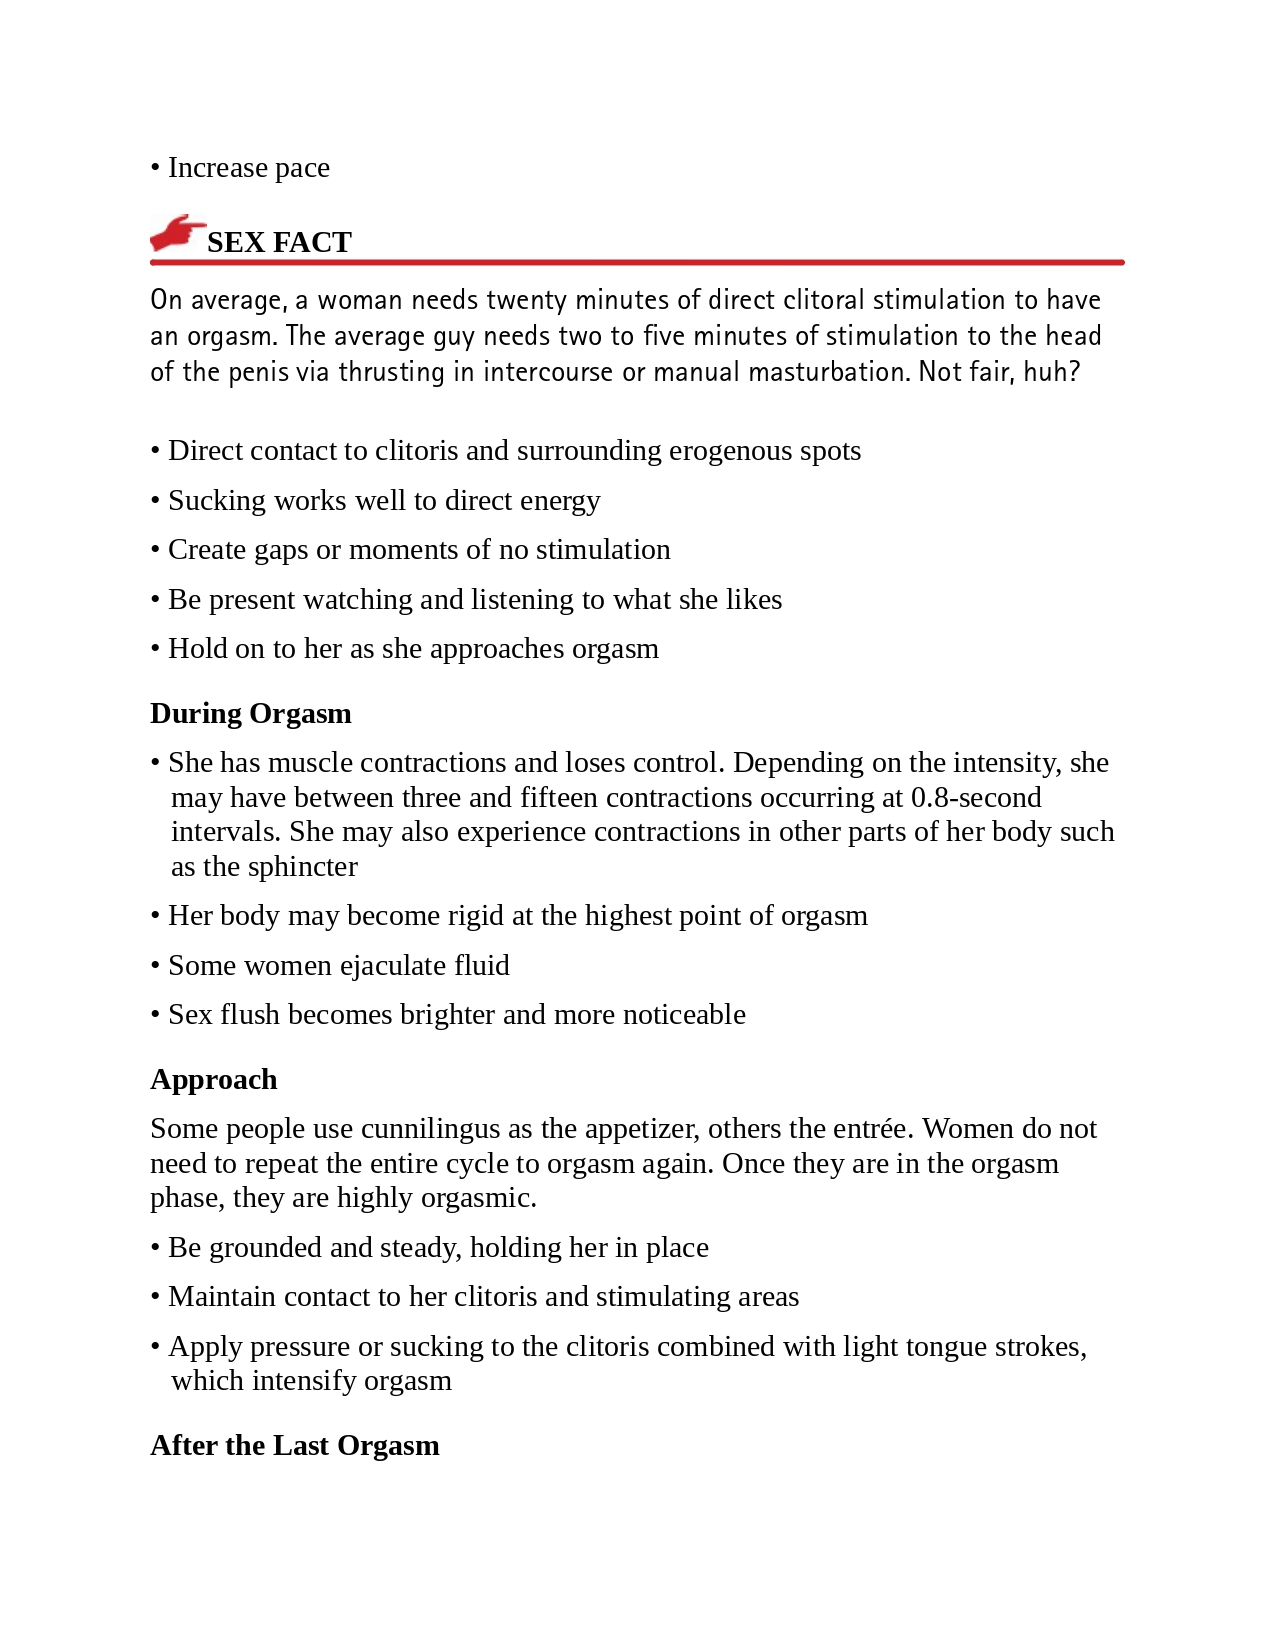 • Increase pace
SEX FACT
On average, a woman needs twenty minutes of direct clitoral stimulation to have
an orgasm. The average guy needs two to five minutes of stimulation to the head
of the penis via thrusting in intercourse or manual masturbation. Not fair, huh?
• Direct contact to clitoris and surrounding erogenous spots
• Sucking works well to direct energy
• Create gaps or moments of no stimulation
• Be present watching and listening to what she likes
• Hold on to her as she approaches orgasm
During Orgasm
• She has muscle contractions and loses control. Depending on the intensity, she
may have between three and fifteen contractions occurring at 0.8-second
intervals. She may also experience contractions in other parts of her body such
as the sphincter
• Her body may become rigid at the highest point of orgasm
• Some women ejaculate fluid
• Sex flush becomes brighter and more noticeable
Approach
Some people use cunnilingus as the appetizer, others the entrée. Women do not
need to repeat the entire cycle to orgasm again. Once they are in the orgasm
phase, they are highly orgasmic.
• Be grounded and steady, holding her in place
• Maintain contact to her clitoris and stimulating areas
• Apply pressure or sucking to the clitoris combined with light tongue strokes,
which intensify orgasm
After the Last Orgasm